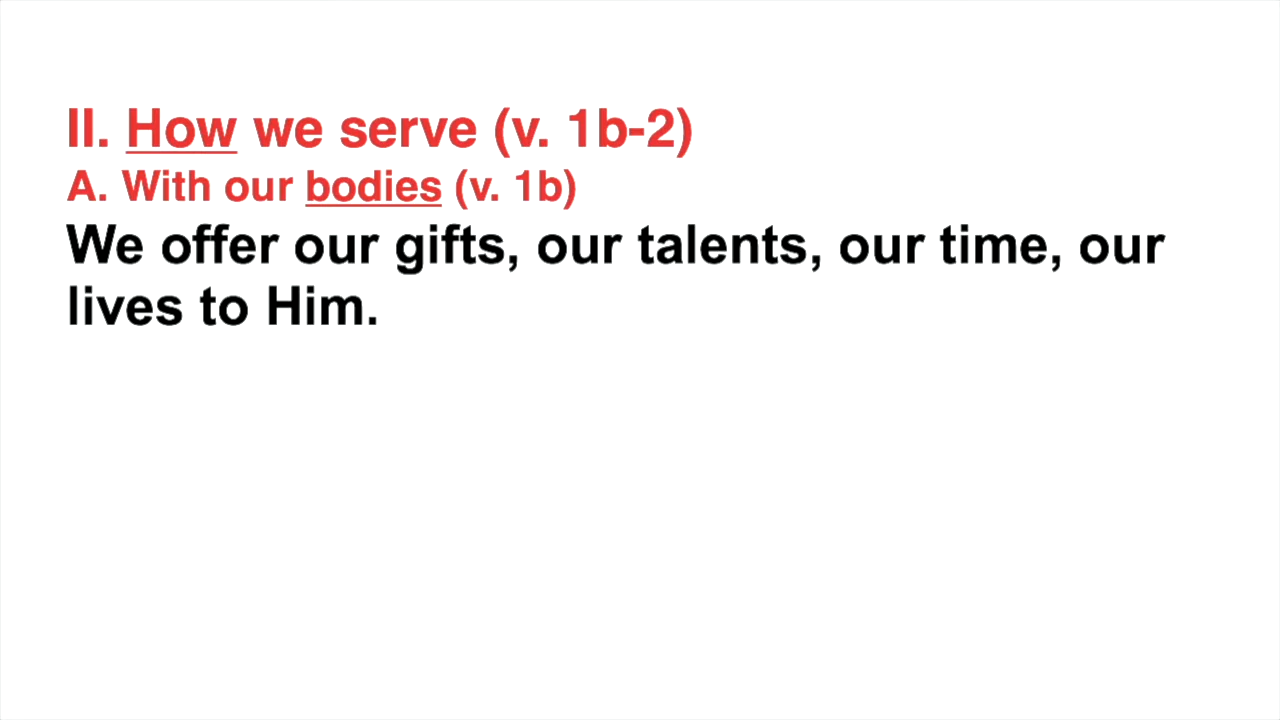 II. How we serve (v. 1b-2)
A. With our bodies (v. 1b)
We offer our gifts, our talents, our time, our
lives to Him.